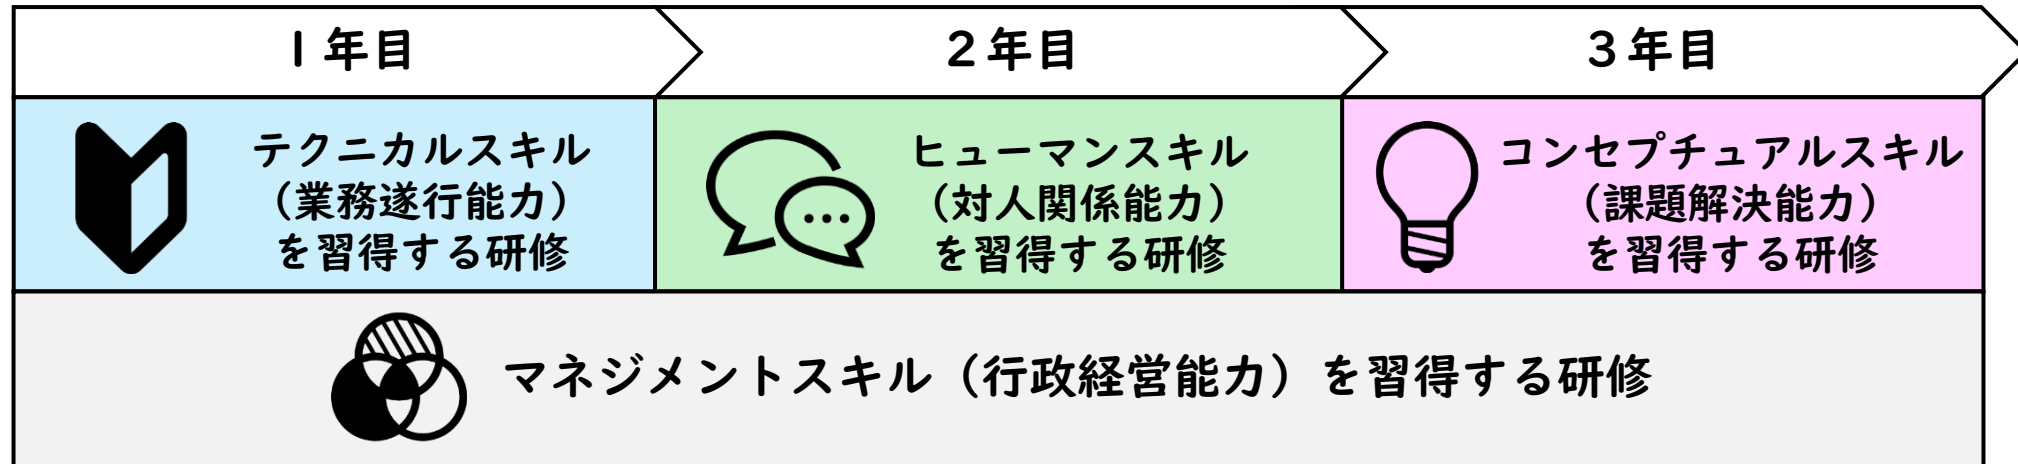 1年目
2年目
3年目
テクニカルスキル
（業務遂行能力）
を習得する研修
ヒューマンスキル
（対人関係能力）
を習得する研修
コンセプチュアルスキル
（課題解決能力）
を習得する研修
マネジメントスキル（行政経営能力）を習得する研修